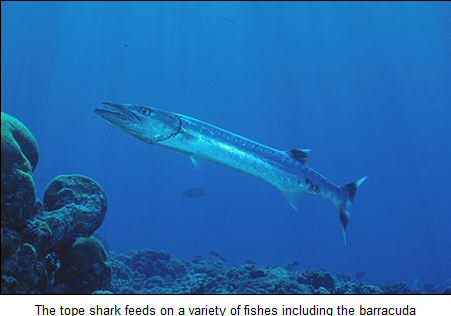 The tope shark feeds on a variety of fishes including the barracuda